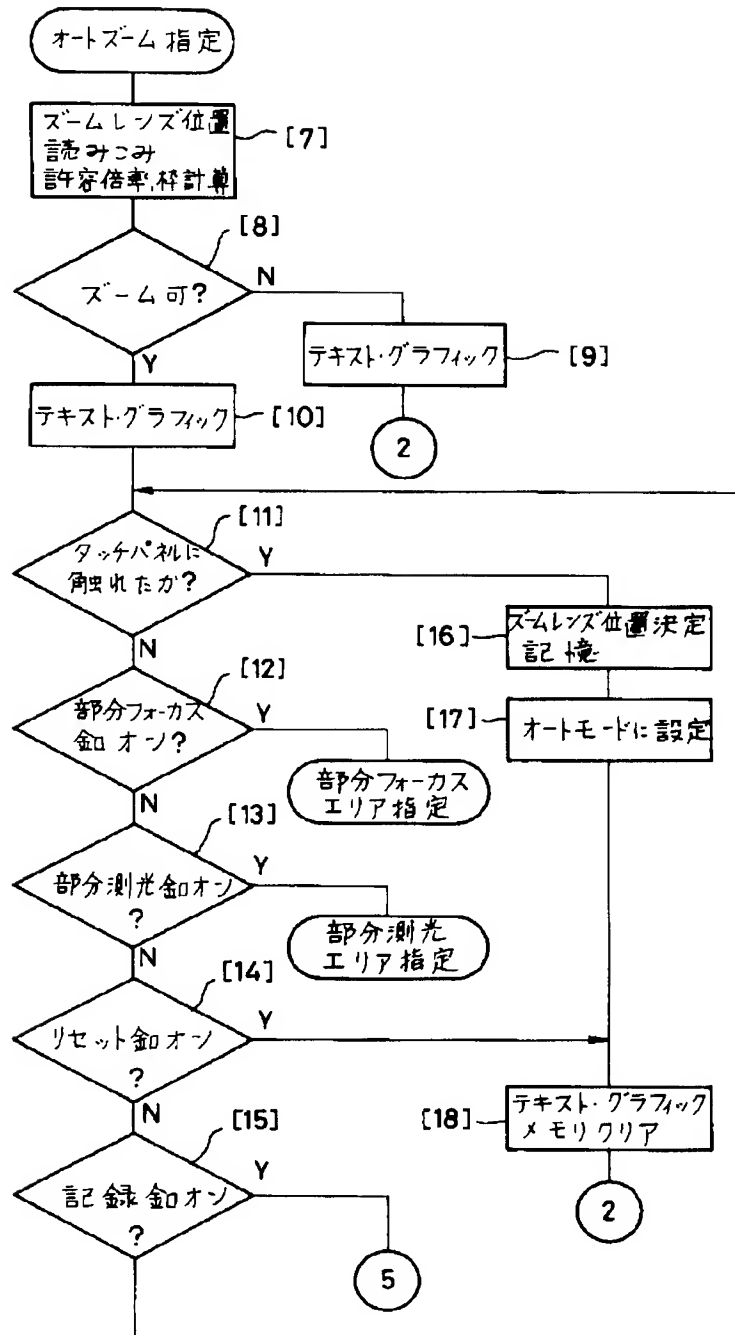 オートズーム指定
ズームレンズ位置
読みこみ
許容倍率,枠計算
[7]
[8]
ズーム可?
N
Y
テキスト・グラフィック
[9]
2
テキスト・グラフィック
[10]
[11]
タッチパネルに
触れたか?
Y
N
[16]
ズームレンズ位置決定
記憶
[17]
オートモードに設定
[12]
部分フォーカス
釦オン?
Y
N
部分フォーカス
エリア指定
[13]
部分測光釦オン
?
Y
N
部分測光
エリア指定
[14]
リセット釦オン
?
Y
N
[18]
テキスト・グラフィック
メモリクリア
2
[15]
記録釦オン
?
Y
5